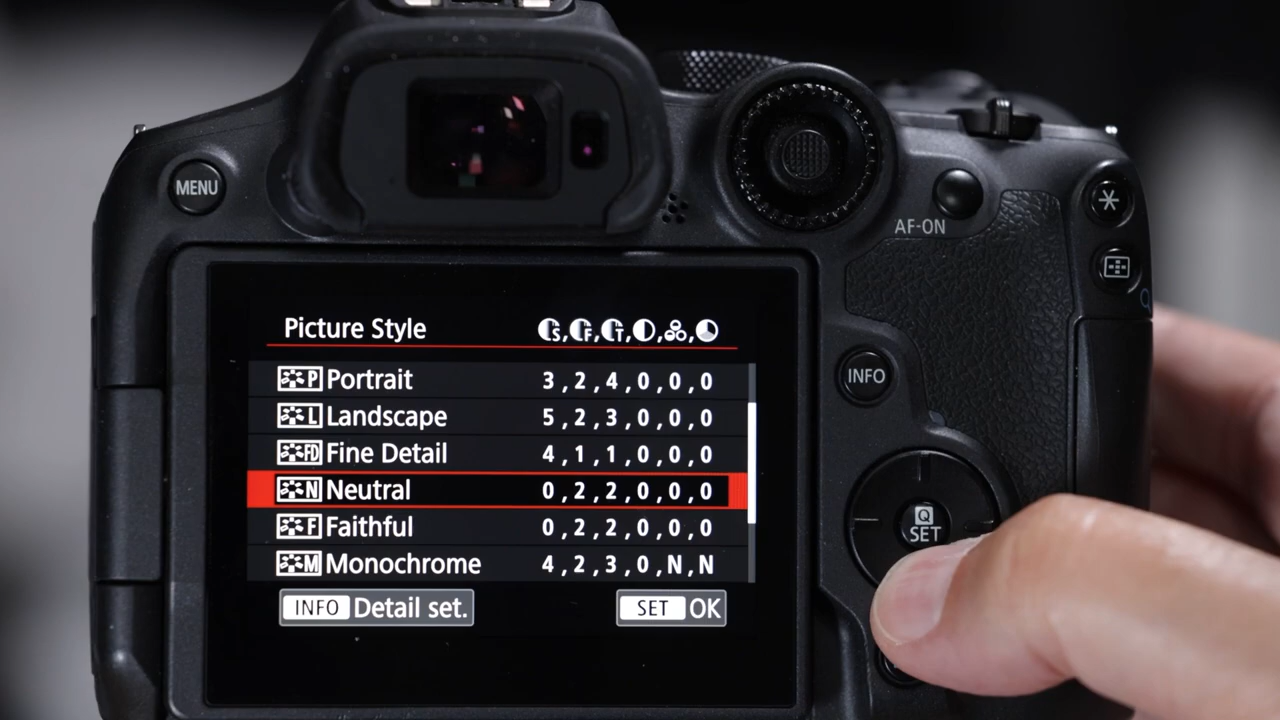 MENU
AF-ON
Picture Style S, F, T, , ,
P Portrait 3,2,4,0,0,0
L Landscape 5,2,3,0,0,0
FD Fine Detail 4,1,1,0,0,0
N Neutral 0,2,2,0,0,0
F Faithful 0,2,2,0,0,0
M Monochrome 4,2,3,0,N,N
INFO Detail set. SET OK
INFO
Q
SET